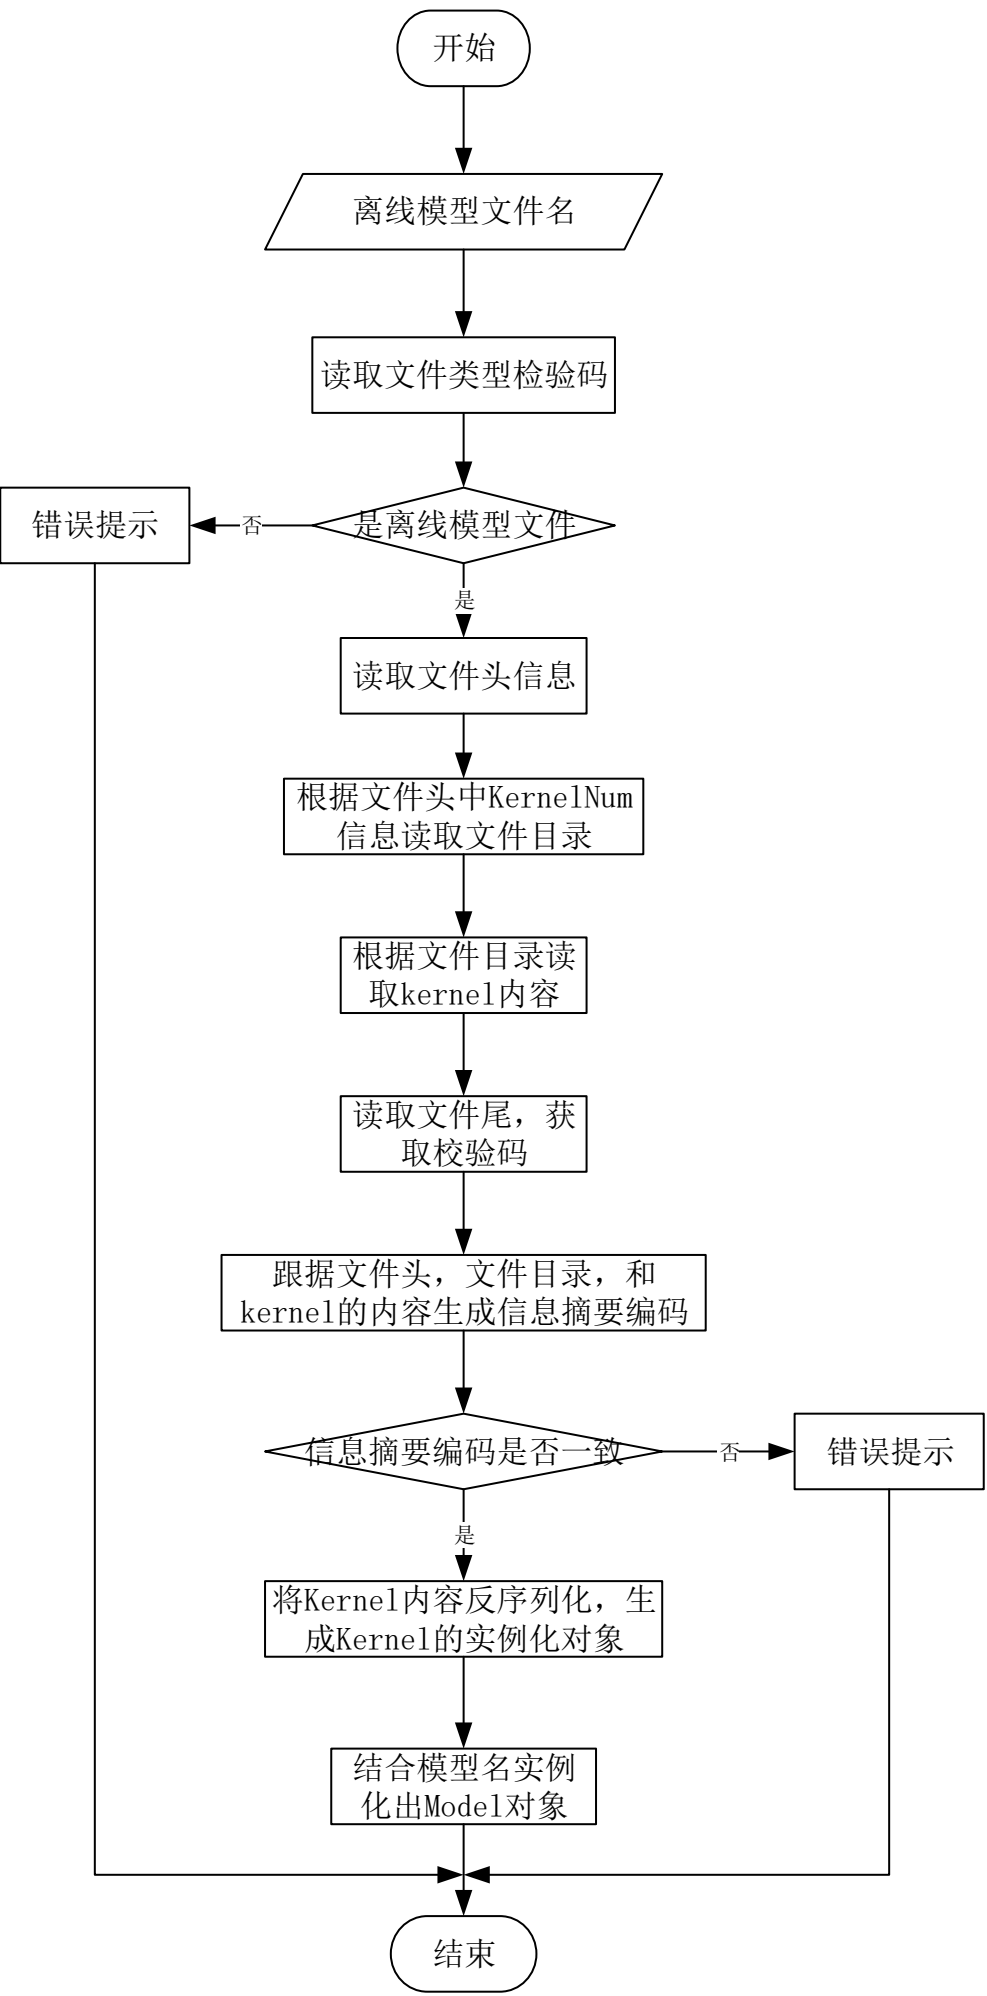 开始
离线模型文件名
读取文件类型检验码
错误提示
否
是离线模型文件
是
读取文件头信息
根据文件头中KernelNum
信息读取文件目录
根据文件目录读
取kernel内容
读取文件尾，获
取校验码
跟据文件头，文件目录，和
kernel的内容生成信息摘要编码
信息摘要编码是否一致
否
错误提示
是
将Kernel内容反序列化，生
成Kernel的实例化对象
结合模型名实例
化出Model对象
结束